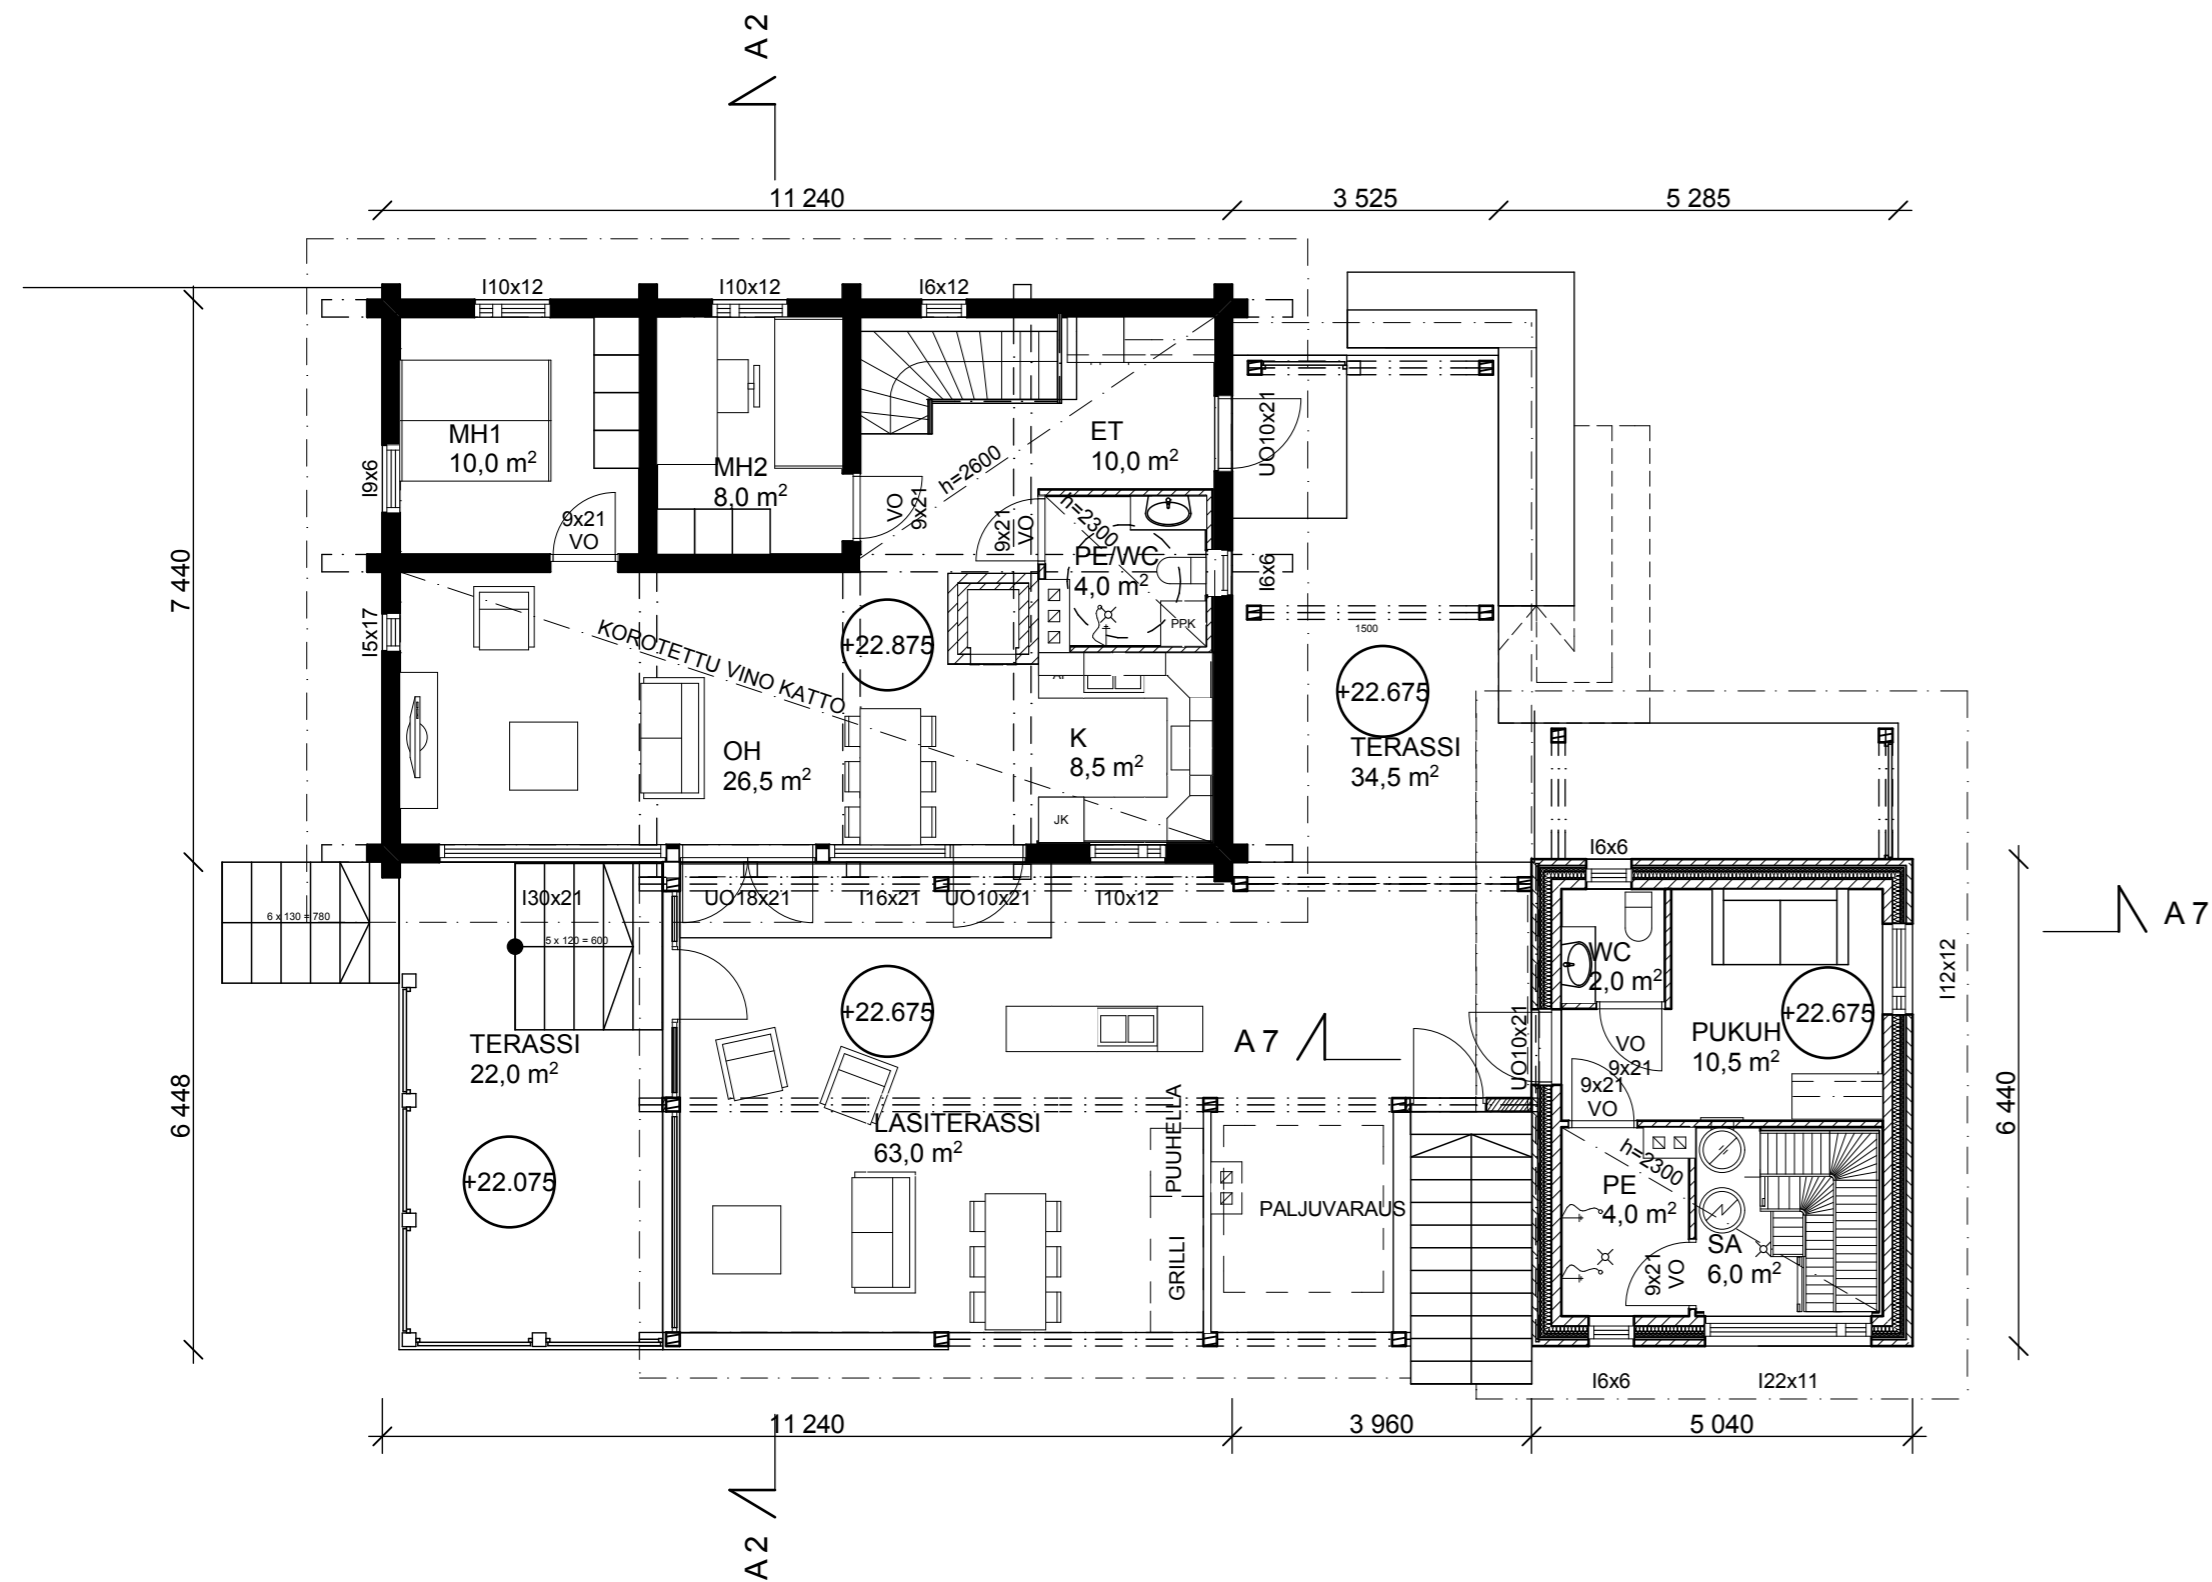 A 2
11 240
3 525
5 285
I10x12
I10x12
I6x12
MH1
10,0 m²
MH2
8,0 m²
ET
10,0 m²
UO10x21
I9x6
9x21
VO
VO
9x21
h=2600
9x21
VO
h=2300
PE/WC
4,0 m²
PPK
I6x6
7 440
I5x17
KOROTETTU VINO KATTO
+22.875
1500
+22.675
TERASSI
34,5 m²
OH
26,5 m²
K
8,5 m²
JK
I6x6
6 x 130 = 780
I30x21
UO18x21
I16x21
UO10x21
I10x12
5 x 120 = 600
A 7
WC
2,0 m²
I12x12
+22.675
+22.675
A 7
UO10x21
PUKUH
10,5 m²
VO
9x21
9x21
VO
TERASSI
22,0 m²
6 448
LASITERASSI
63,0 m²
PUUHELLA
6 440
+22.075
GRILLI
PALJUVARAUS
h=2300
PE
4,0 m²
SA
6,0 m²
9x21
VO
I6x6
I22x11
11 240
3 960
5 040
A 2